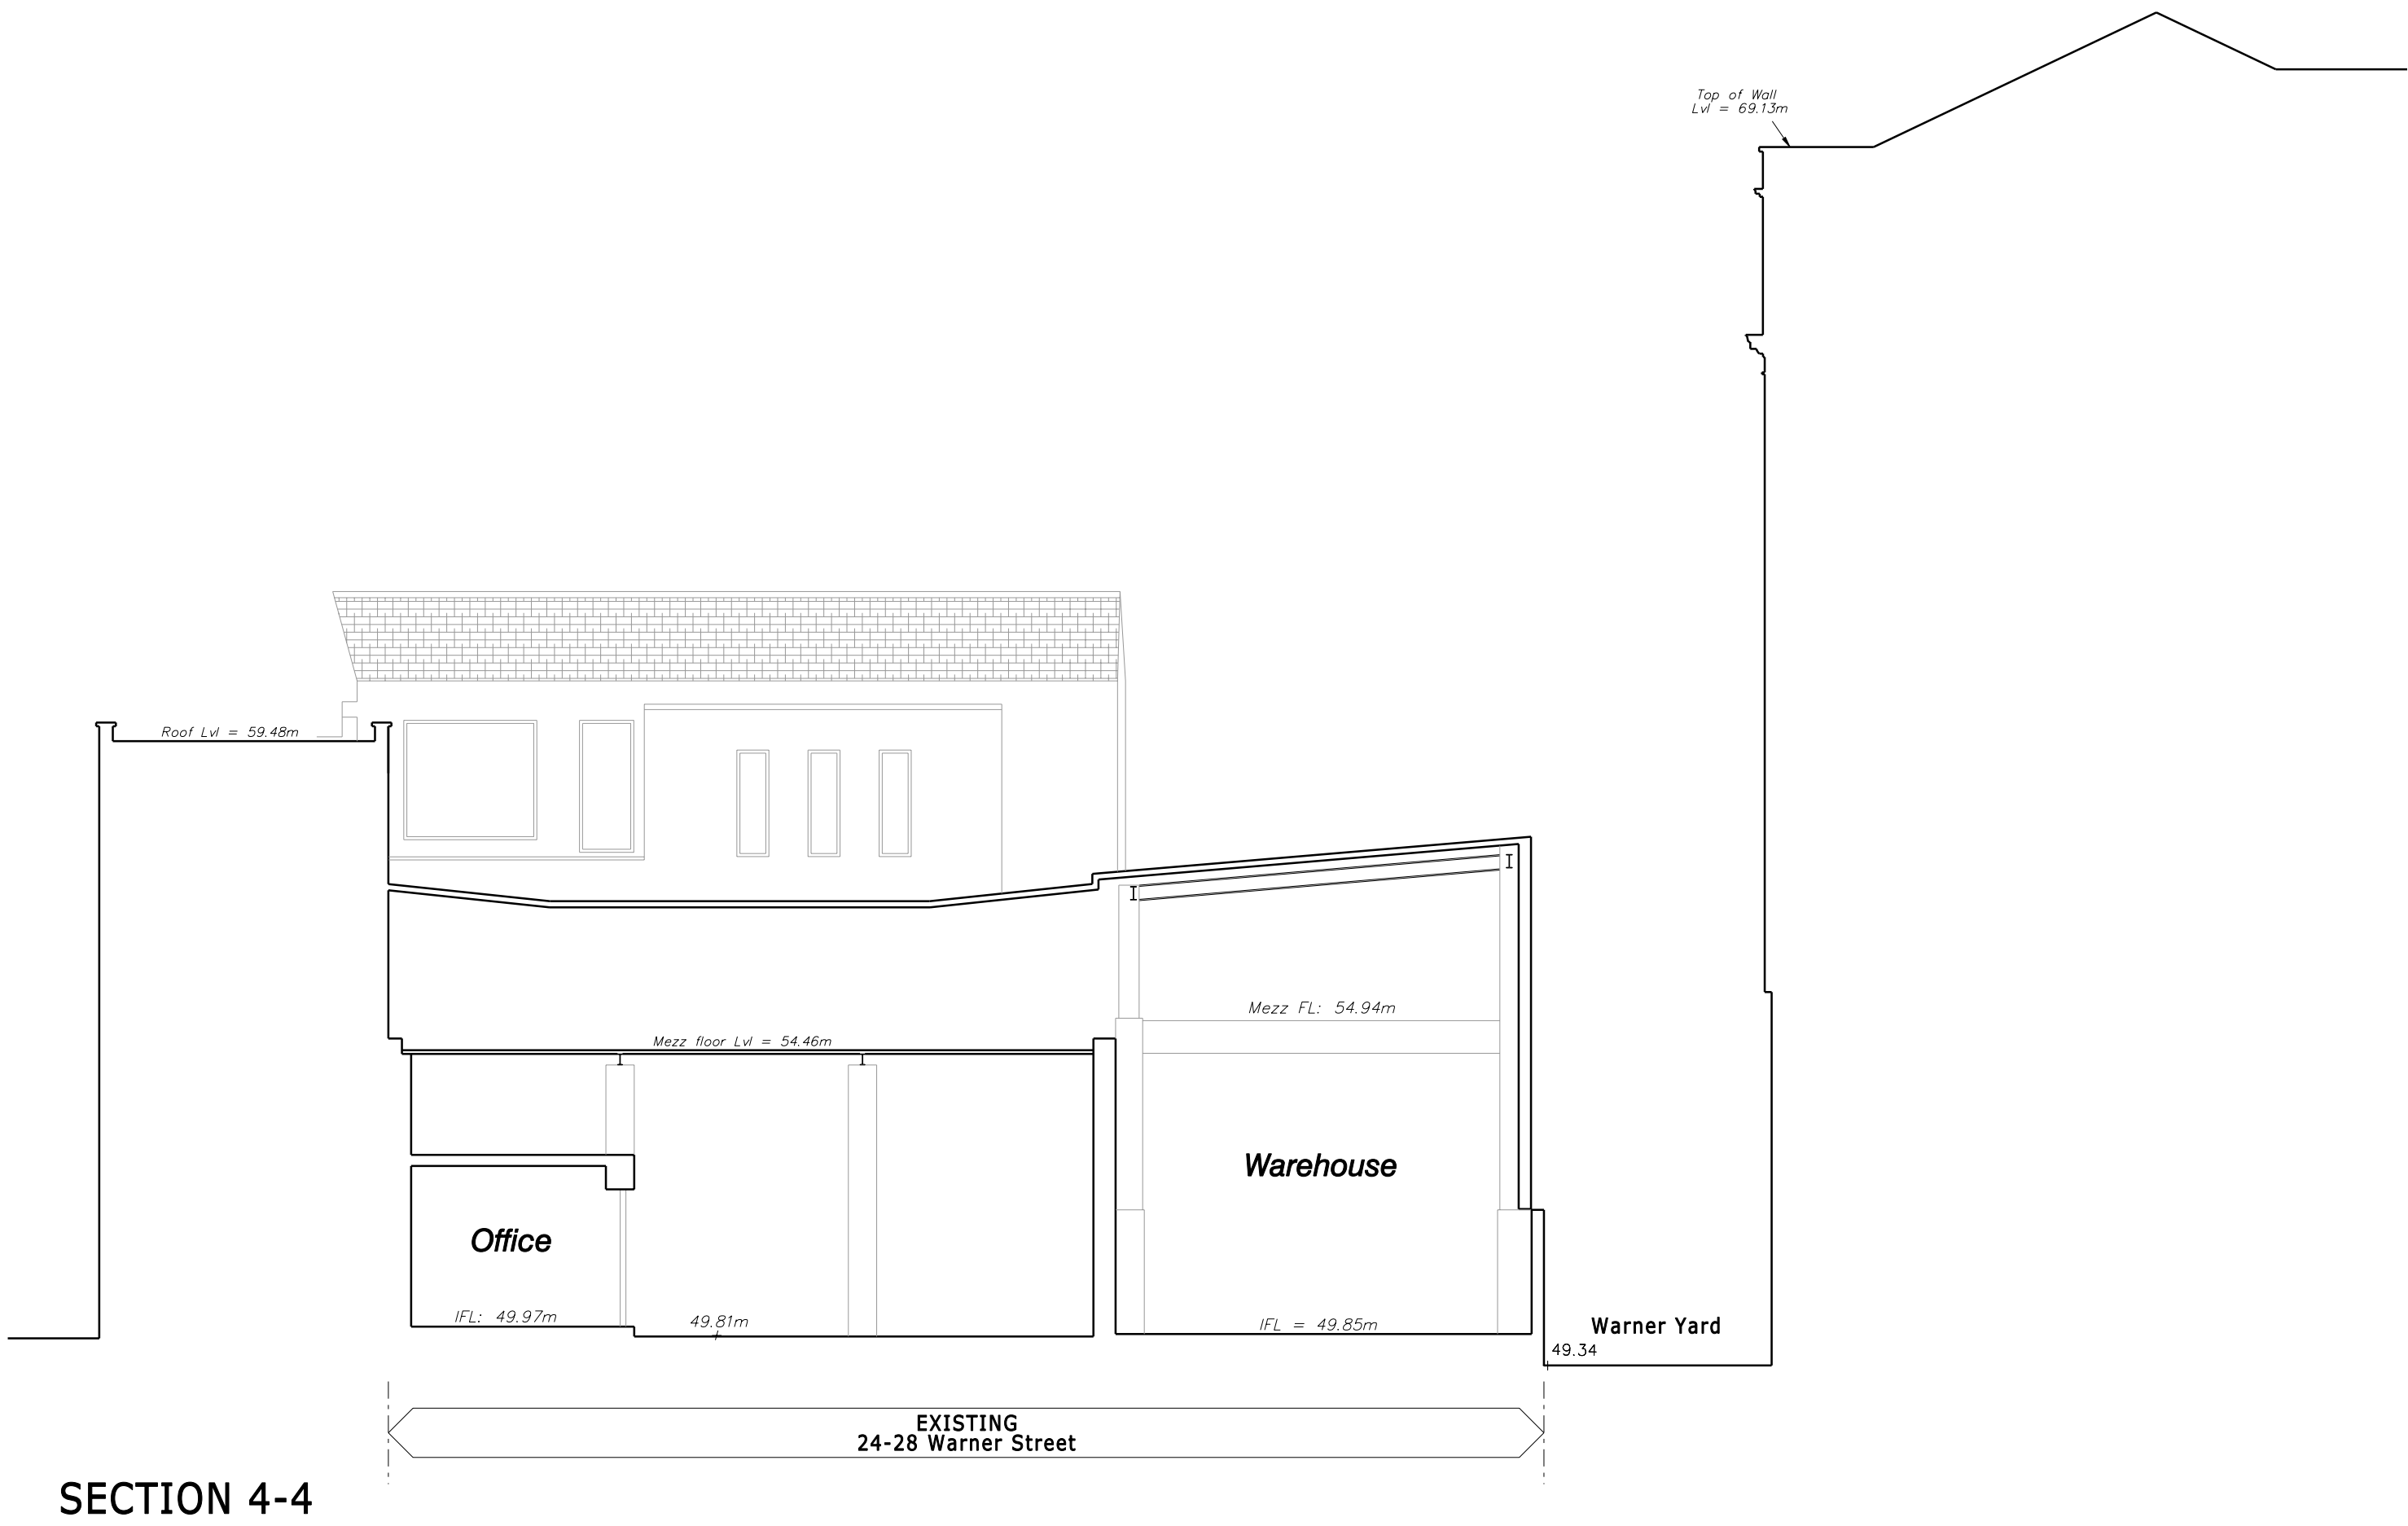 Top of Wall
Lvl = 69.13m
Roof Lvl = 59.48m
Mezz FL: 54.94m
Mezz floor Lvl = 54.46m
Warehouse
Office
IFL: 49.97m
49.81m
IFL = 49.85m
Warner Yard
49.34
EXISTING
24-28 Warner Street
SECTION 4-4